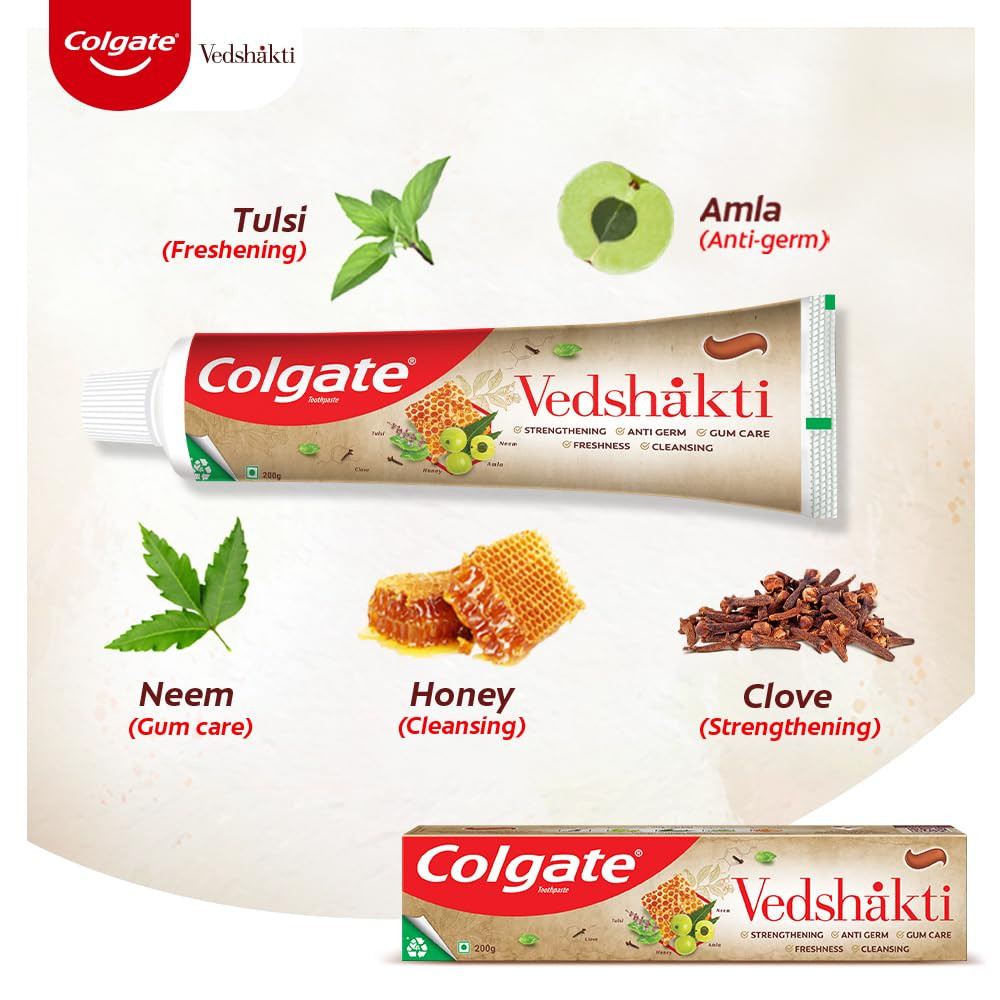 Colgate®
Vedshakti
Tulsi
(Freshening)
Amla
(Anti-germ)
Colgate®
Toothpaste
Vedshakti
STRENGTHENING ANTI GERM GUM CARE
FRESHNESS CLEANSING
Tulsi
Neem
Clove
Honey
Amla
200g
Neem
(Gum care)
Honey
(Cleansing)
Clove
(Strengthening)
Colgate®
Toothpaste
Vedshakti
STRENGTHENING ANTI GERM GUM CARE
FRESHNESS CLEANSING
Tulsi
Neem
Clove
Honey
Amla
200g